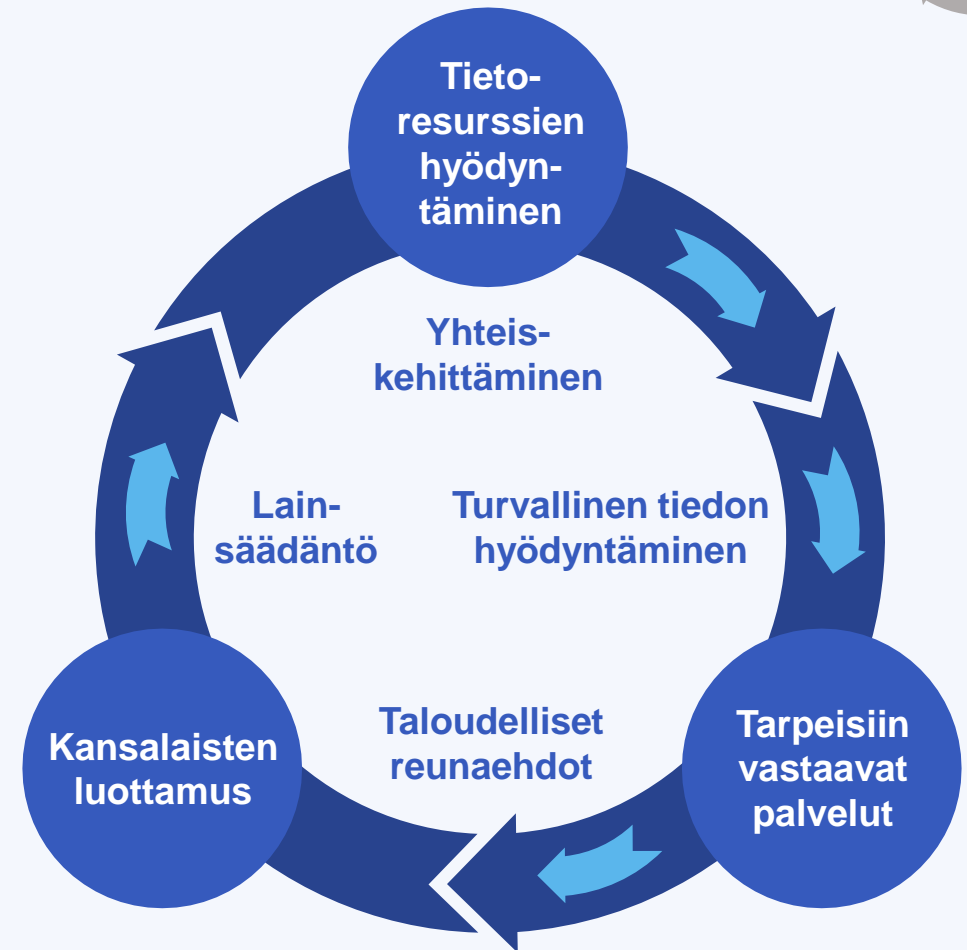 Tieto-
resurssien
hyödyn-
täminen
Yhteis-
kehittäminen
Lain-
säädäntö
Turvallinen tiedon
hyödyntäminen
Taloudelliset
reunaehdot
Kansalaisten
luottamus
Tarpeisiin
vastaavat
palvelut